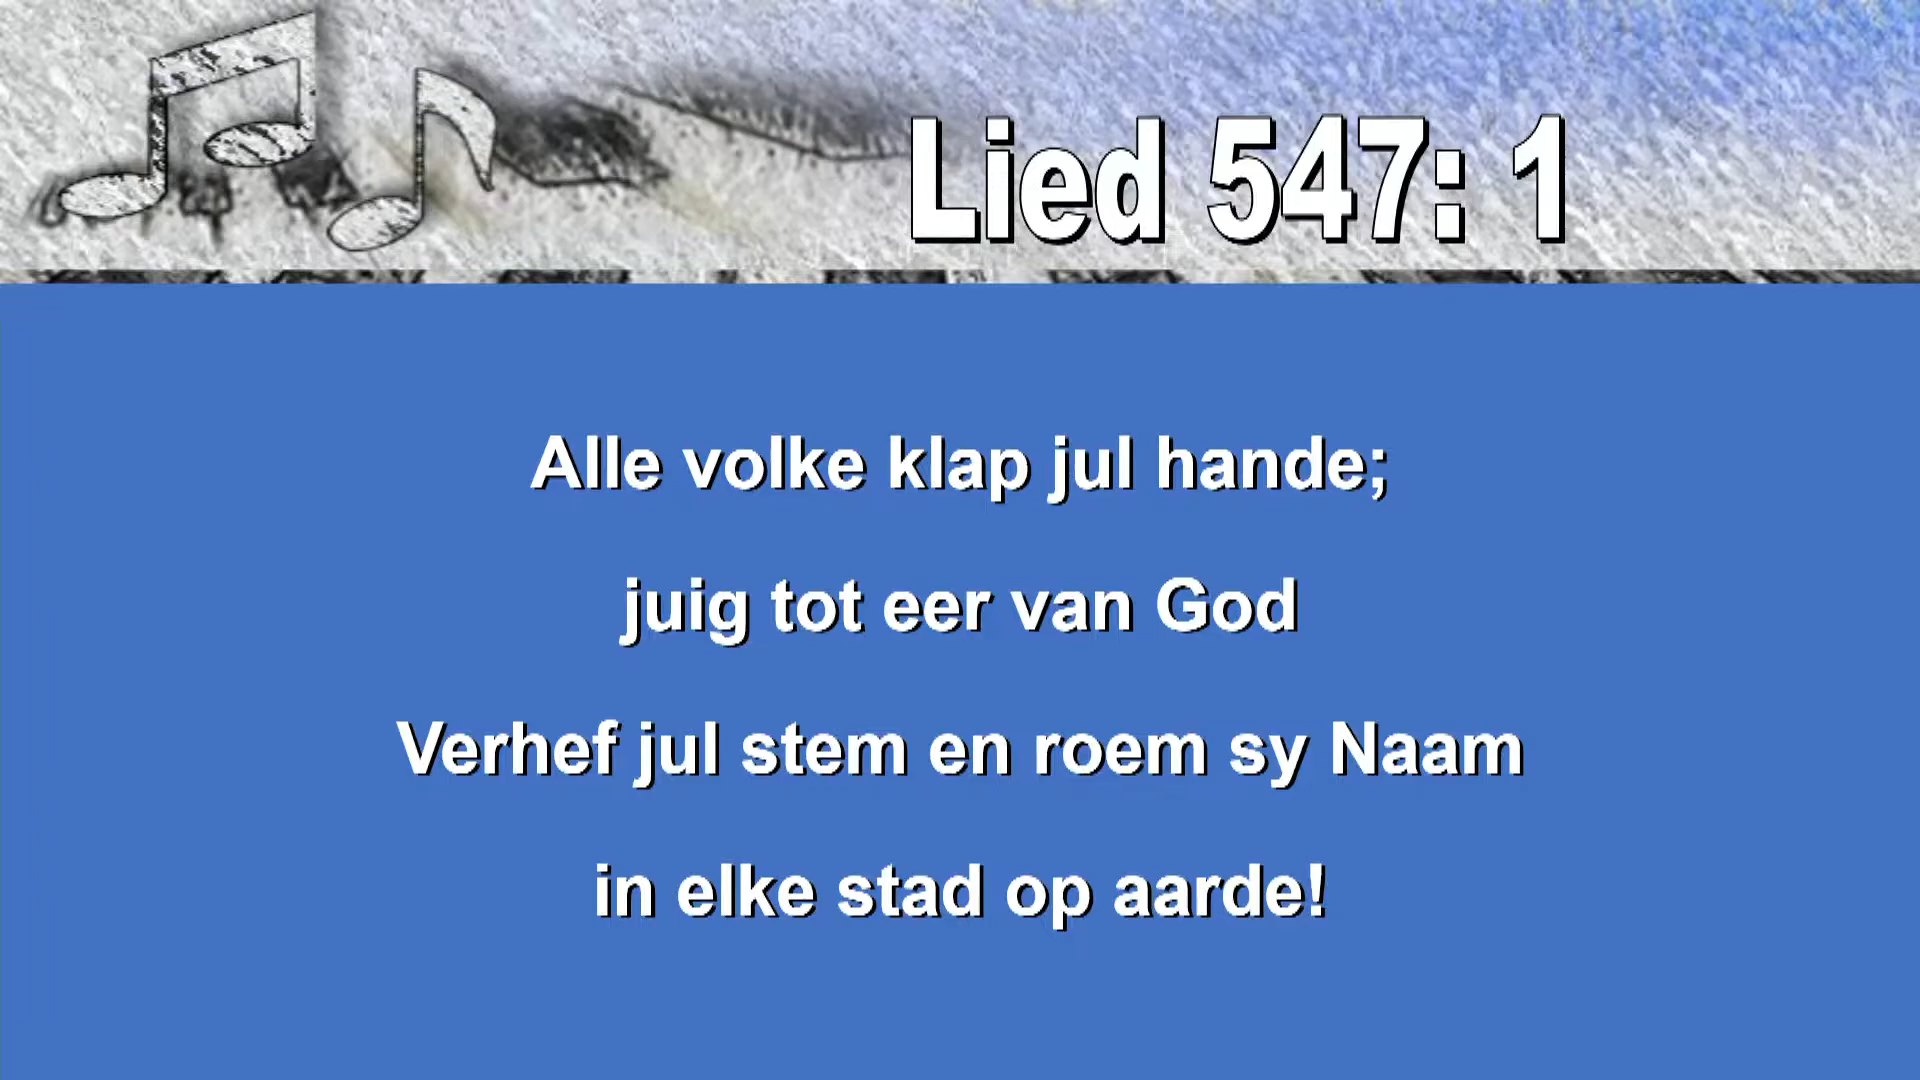 Lied 547: 1
Alle volke klap jul hande;
juig tot eer van God
Verhef jul stem en roem sy Naam
in elke stad op aarde!